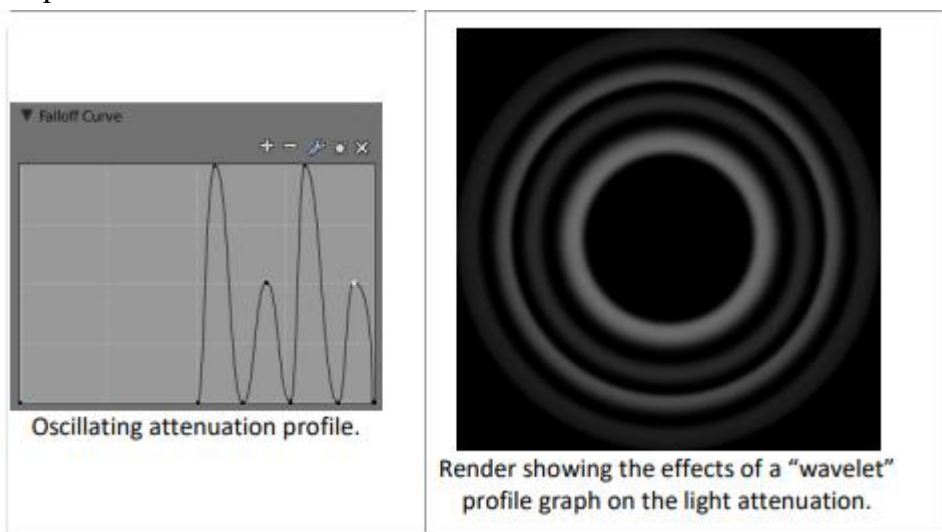 Falloff Curve
Oscillating attenuation profile.
Render showing the effects of a “wavelet”
profile graph on the light attenuation.